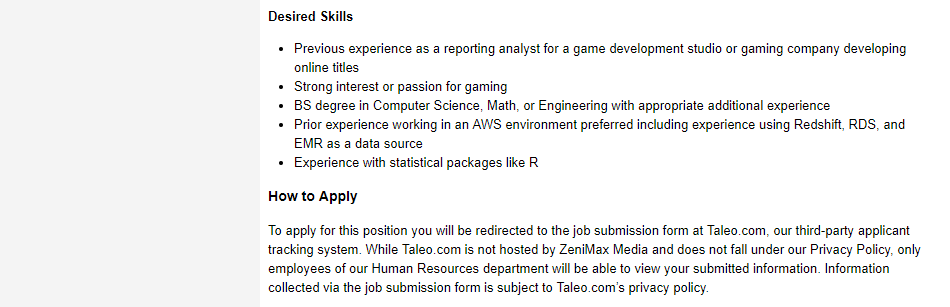 Desired Skills
• Previous experience as a reporting analyst for a game development studio or gaming company developing
online titles
• Strong interest or passion for gaming
• BS degree in Computer Science, Math, or Engineering with appropriate additional experience
• Prior experience working in an AWS environment preferred including experience using Redshift, RDS, and
EMR as a data source
• Experience with statistical packages like R
How to Apply
To apply for this position you will be redirected to the job submission form at Taleo.com, our third-party applicant
tracking system. While Taleo.com is not hosted by ZeniMax Media and does not fall under our Privacy Policy, only
employees of our Human Resources department will be able to view your submitted information. Information
collected via the job submission form is subject to Taleo.com's privacy policy.